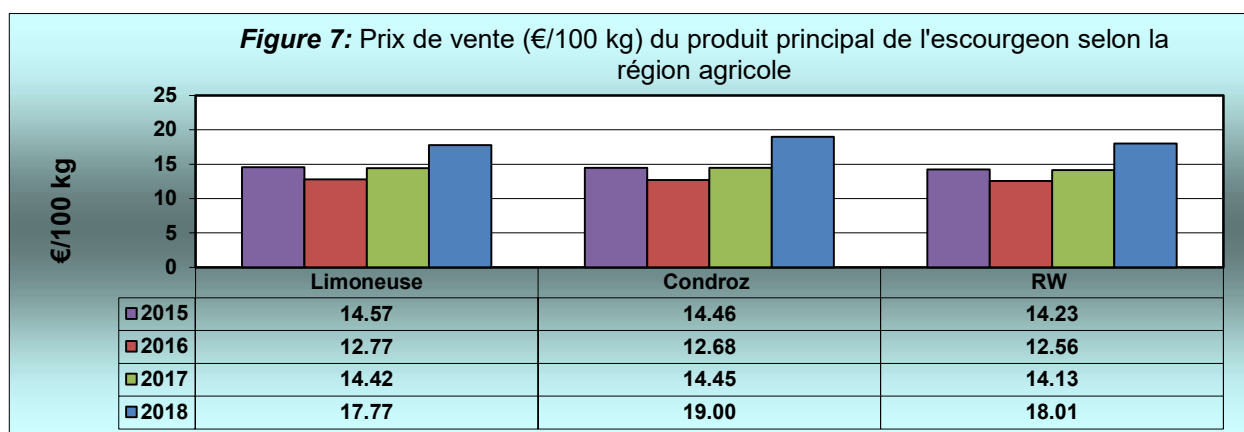 Figure 7: Prix de vente (€/100 kg) du produit principal de l'escourgeon selon la
région agricole
€/100 kg
25
20
15
10
5
0
Limoneuse Condroz RW
2015 14.57 14.46 14.23
2016 12.77 12.68 12.56
2017 14.42 14.45 14.13
2018 17.77 19.00 18.01